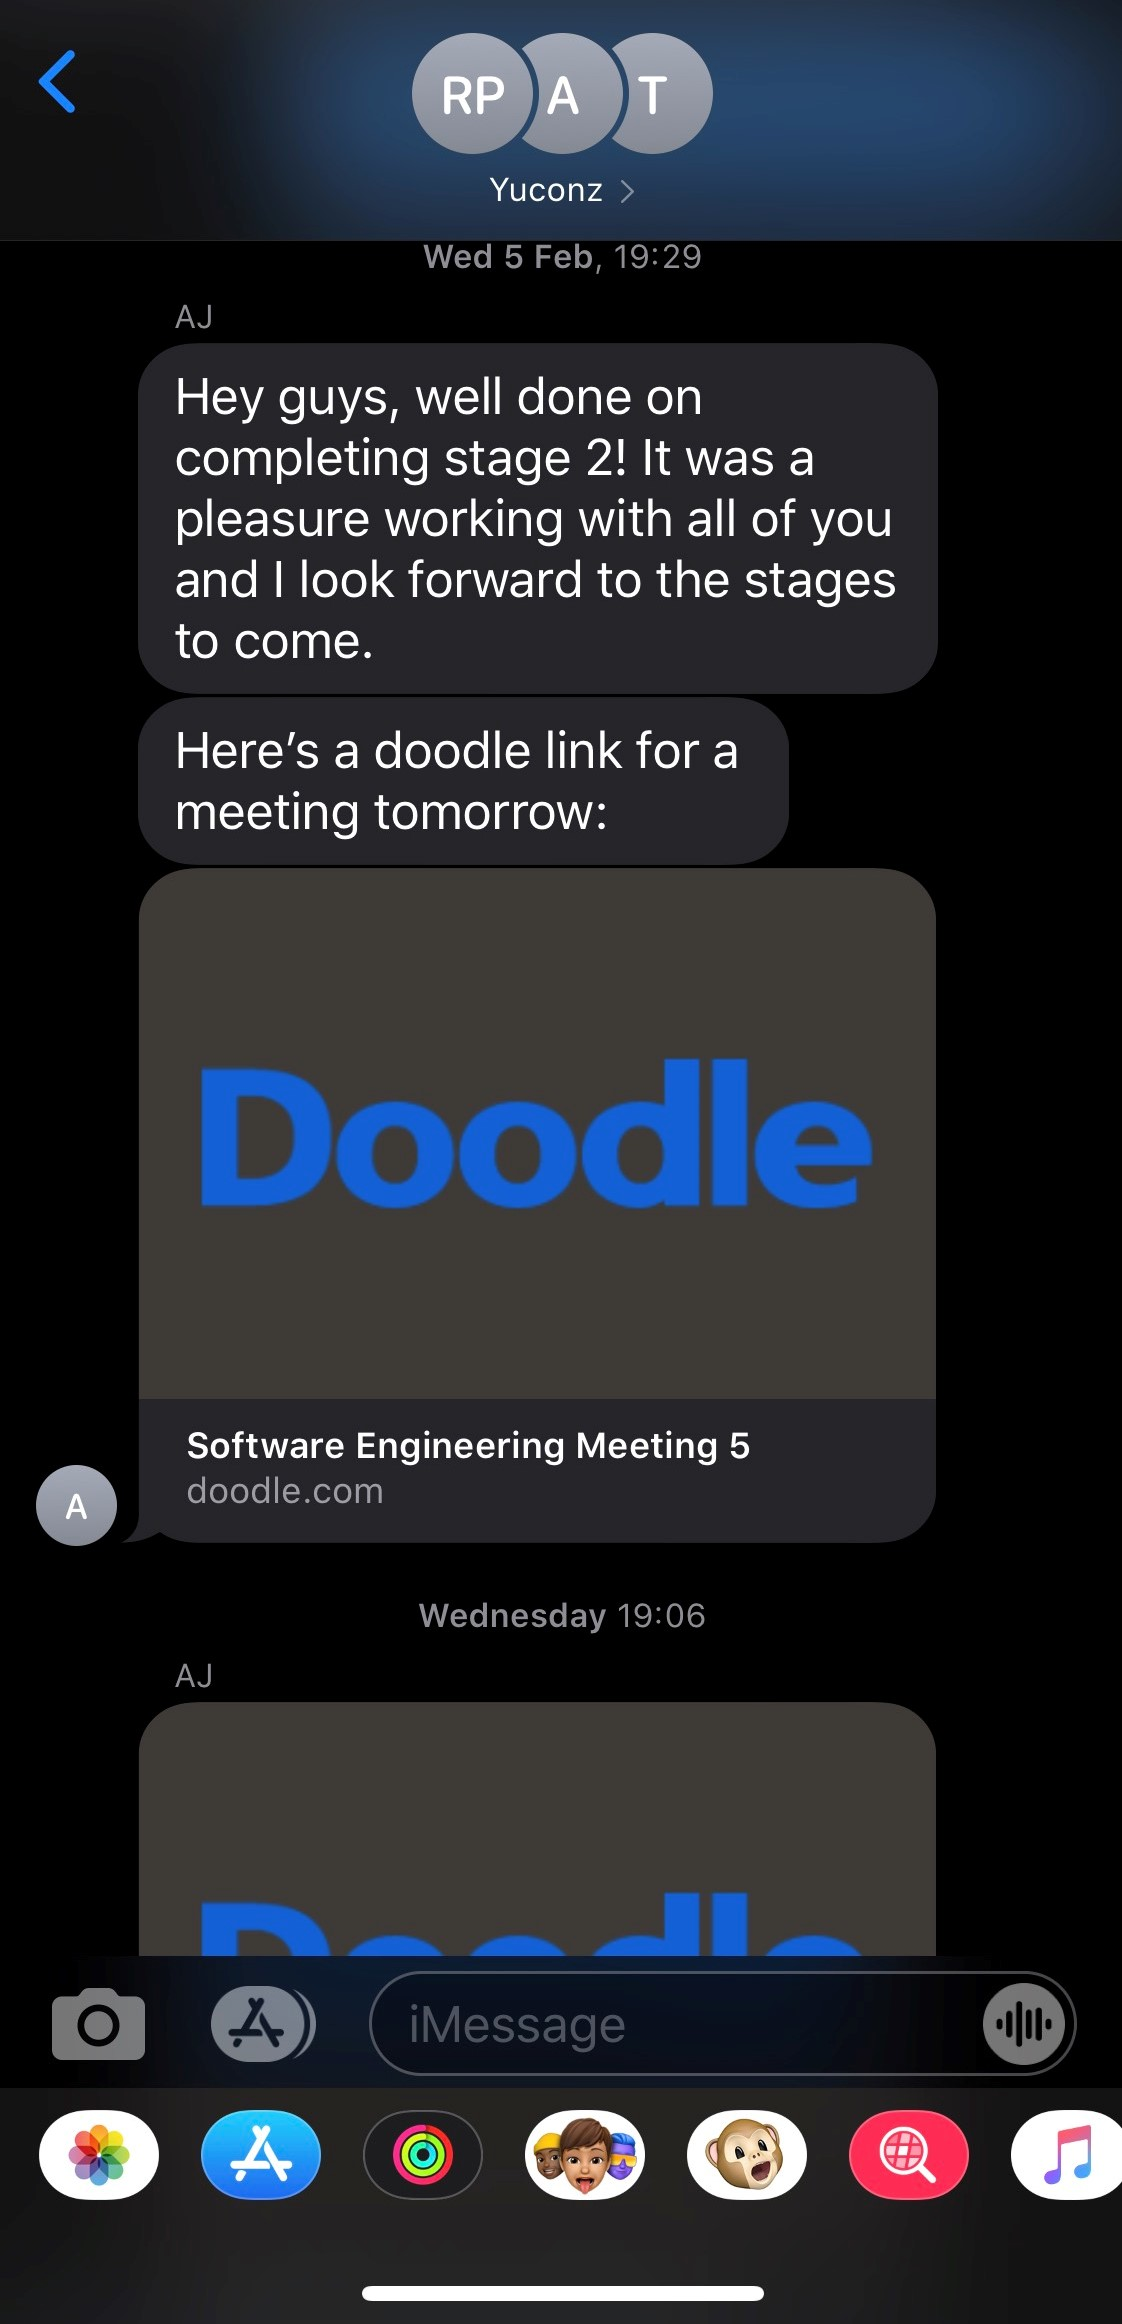 RP A T
Yuconz
Wed 5 Feb, 19:29
AJ
Hey guys, well done on
completing stage 2! It was a
pleasure working with all of you
and I look forward to the stages
to come.
Here’s a doodle link for a
meeting tomorrow:
Doodle
Software Engineering Meeting 5
doodle.com
A
Wednesday 19:06
AJ
Doodle
iMessage